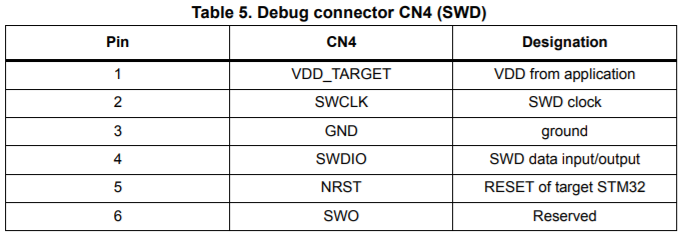 Table 5. Debug connector CN4 (SWD)
Pin CN4 Designation
1 VDD_TARGET VDD from application
2 SWCLK SWD clock
3 GND ground
4 SWDIO SWD data input/output
5 NRST RESET of target STM32
6 SWO Reserved